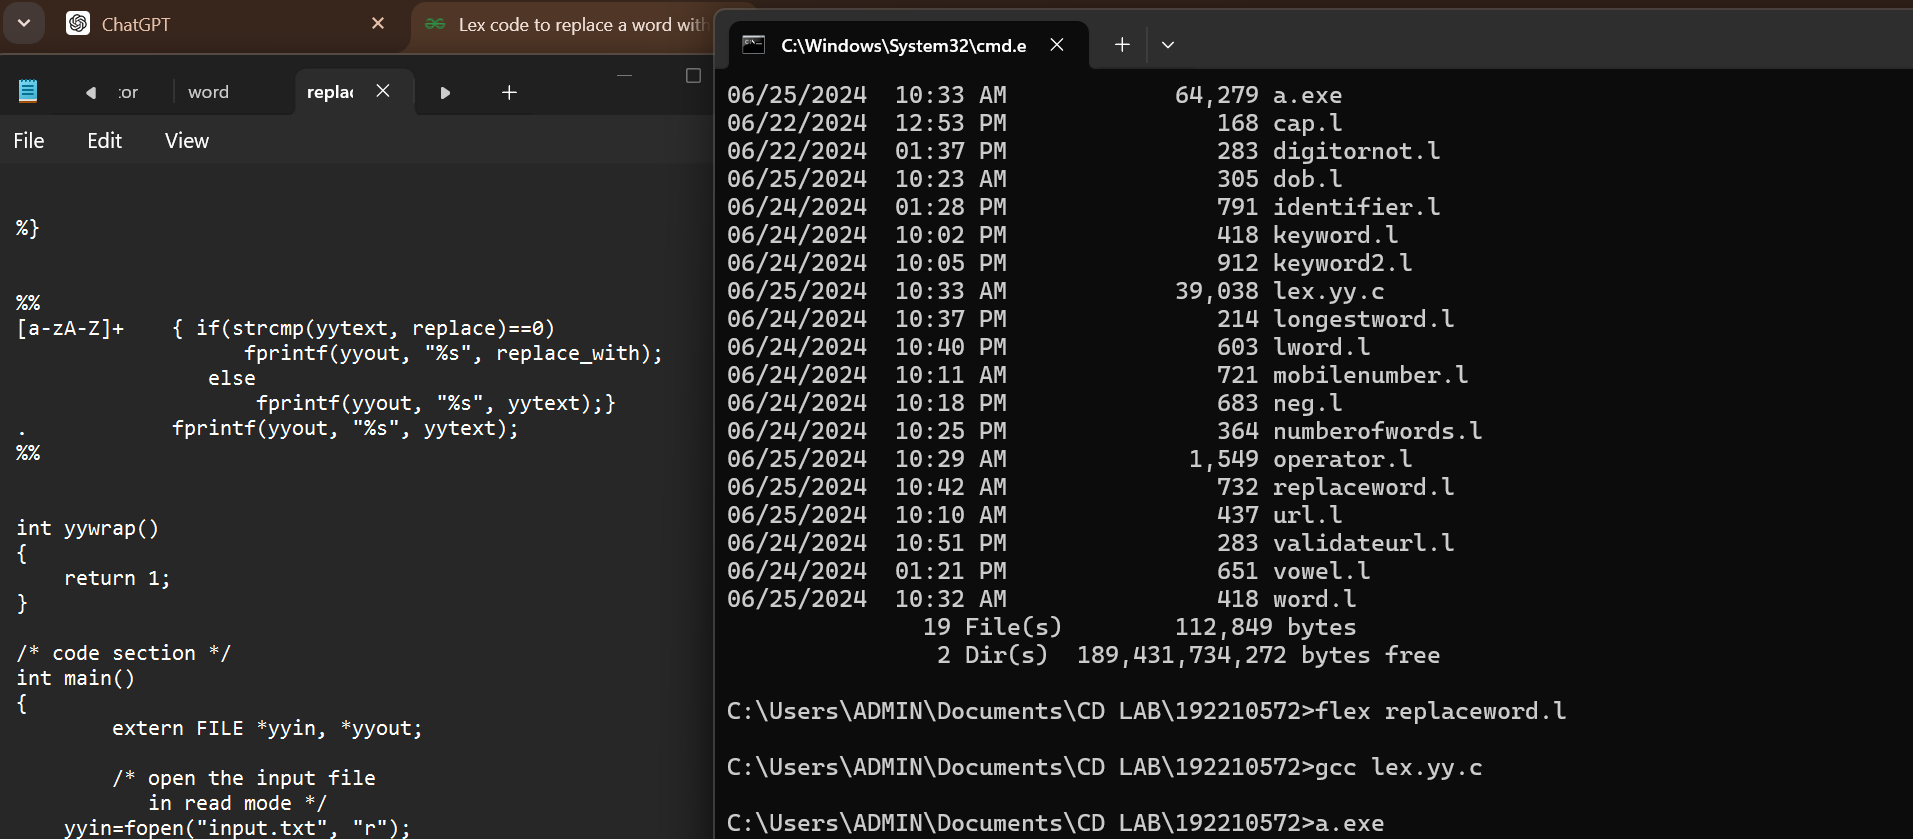 ChatGPT
Lex code to replace a word with
:or
word
replac
File
Edit
View
%}
%%
[a-zA-Z]+    { if(strcmp(yytext, replace)==0)
fprintf(yyout, "%s", replace_with);
else
fprintf(yyout, "%s", yytext);}
.            fprintf(yyout, "%s", yytext);
%%
int yywrap()
{
return 1;
}
/* code section */
int main()
{
extern FILE *yyin, *yyout;
/* open the input file
in read mode */
yyin=fopen("input.txt", "r");
C:\Windows\System32\cmd.e
06/25/2024  10:33 AM            64,279 a.exe
06/22/2024  12:53 PM               168 cap.l
06/22/2024  01:37 PM               283 digitornot.l
06/25/2024  10:23 AM               305 dob.l
06/24/2024  01:28 PM               791 identifier.l
06/24/2024  10:02 PM               418 keyword.l
06/24/2024  10:05 PM               912 keyword2.l
06/25/2024  10:33 AM            39,038 lex.yy.c
06/24/2024  10:37 PM               214 longestword.l
06/24/2024  10:40 PM               603 lword.l
06/24/2024  10:11 AM               721 mobilenumber.l
06/24/2024  10:18 PM               683 neg.l
06/24/2024  10:25 PM               364 numberofwords.l
06/25/2024  10:29 AM             1,549 operator.l
06/25/2024  10:42 AM               732 replaceword.l
06/25/2024  10:10 AM               437 url.l
06/24/2024  10:51 PM               283 validateurl.l
06/24/2024  01:21 PM               651 vowel.l
06/25/2024  10:32 AM               418 word.l
19 File(s)        112,849 bytes
2 Dir(s)  189,431,734,272 bytes free
C:\Users\ADMIN\Documents\CD LAB\192210572>flex replaceword.l
C:\Users\ADMIN\Documents\CD LAB\192210572>gcc lex.yy.c
C:\Users\ADMIN\Documents\CD LAB\192210572>a.exe